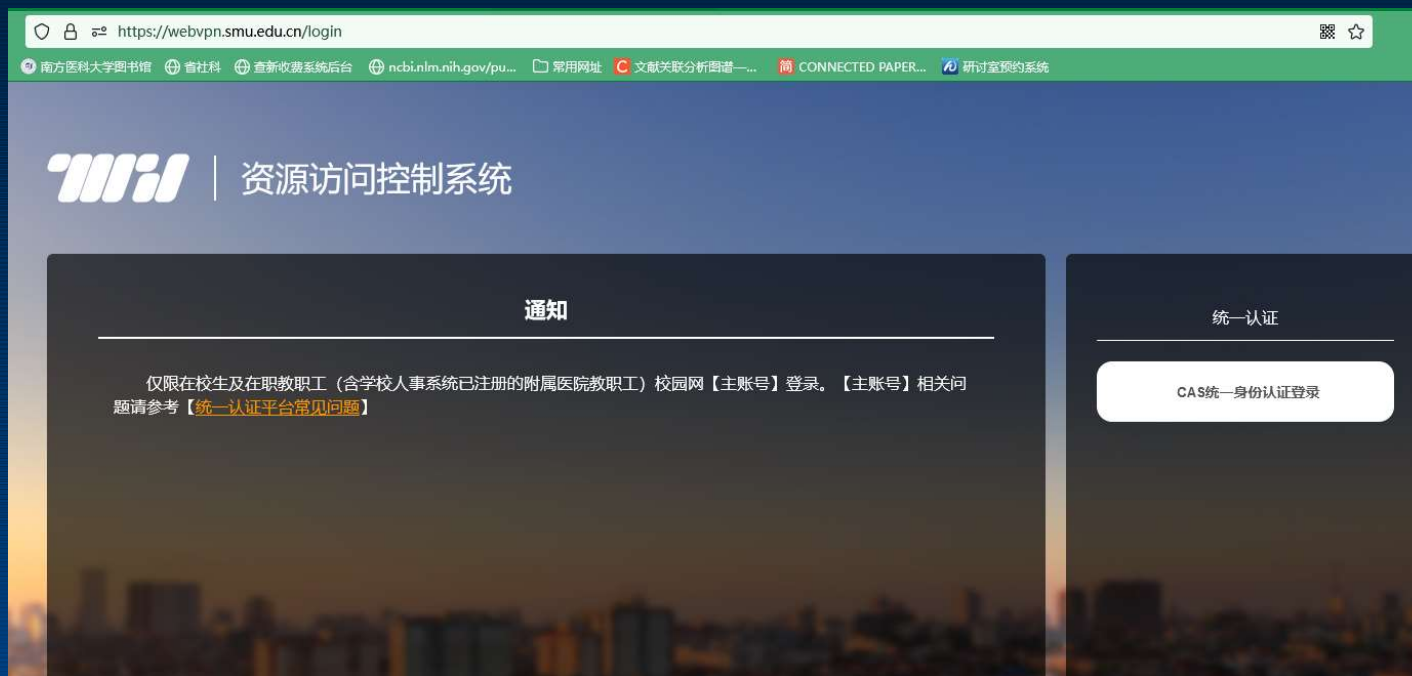 https://webvpn.smu.edu.cn/login
南方医科大学图书馆 省社科 查新收费系统后台 ncbi.nlm.nih.gov/pu... 常用网址 C 文献关联分析图谱—... 简 CONNECTED PAPER... 研讨室预约系统
资源访问控制系统
通知
仅限在校生及在职教职工（含学校人事系统已注册的附属医院教职工）校园网【主账号】登录。【主账号】相关问
题请参考【统一认证平台常见问题】
统一认证
CAS统一身份认证登录